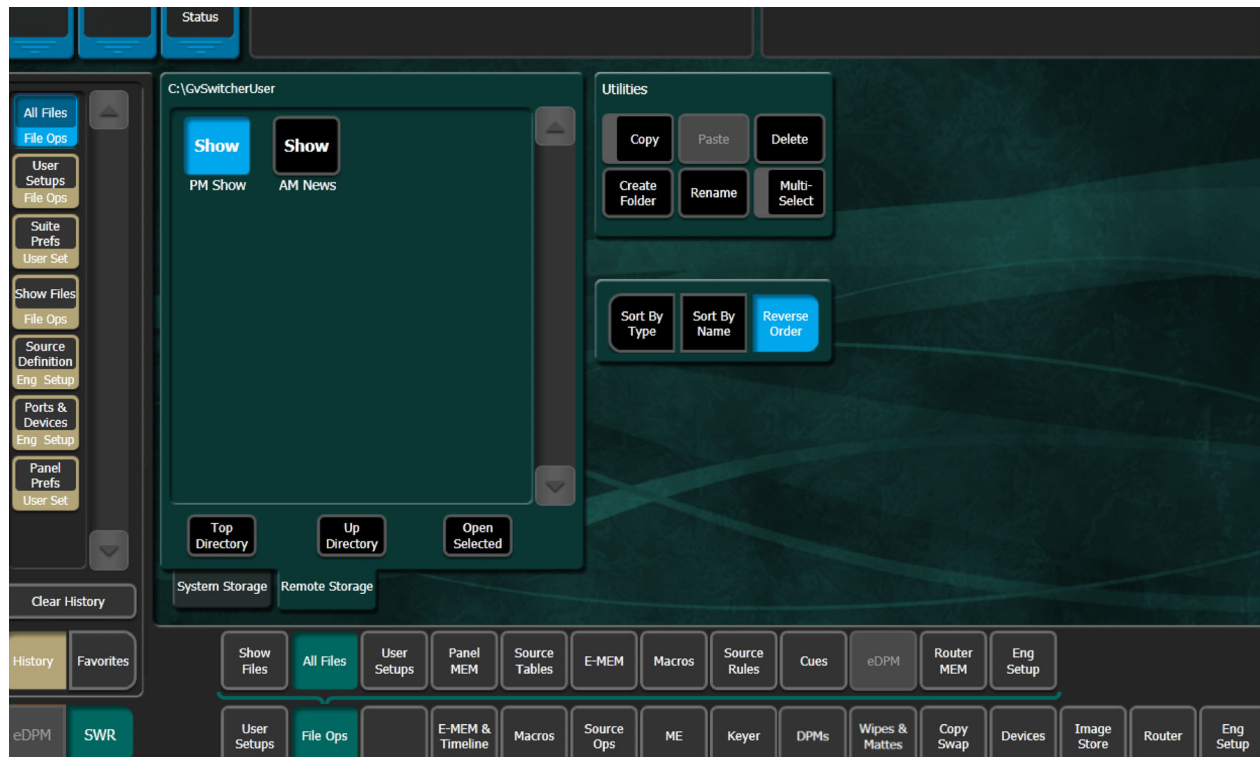 Status
C:\GvSwitcherUser
Utilities
All Files
File Ops
User
Setups
File Ops
Suite
Prefs
User Set
Show Files
File Ops
Source
Definition
Eng Setup
Ports &
Devices
Eng Setup
Panel
Prefs
User Set
Clear History
History
Favorites
Show
PM Show
Show
AM News
Top
Directory
Up
Directory
Open
Selected
System Storage
Remote Storage
Copy
Paste
Delete
Create
Folder
Rename
Multi-
Select
Sort By
Type
Sort By
Name
Reverse
Order
Show
Files
All Files
User
Setups
Panel
MEM
Source
Tables
E-MEM
Macros
Source
Rules
Cues
eDPM
Router
MEM
Eng
Setup
eDPM
SWR
User
Setups
File Ops
E-MEM &
Timeline
Macros
Source
Ops
ME
Keyer
DPMs
Wipes &
Mattes
Copy
Swap
Devices
Image
Store
Router
Eng
Setup